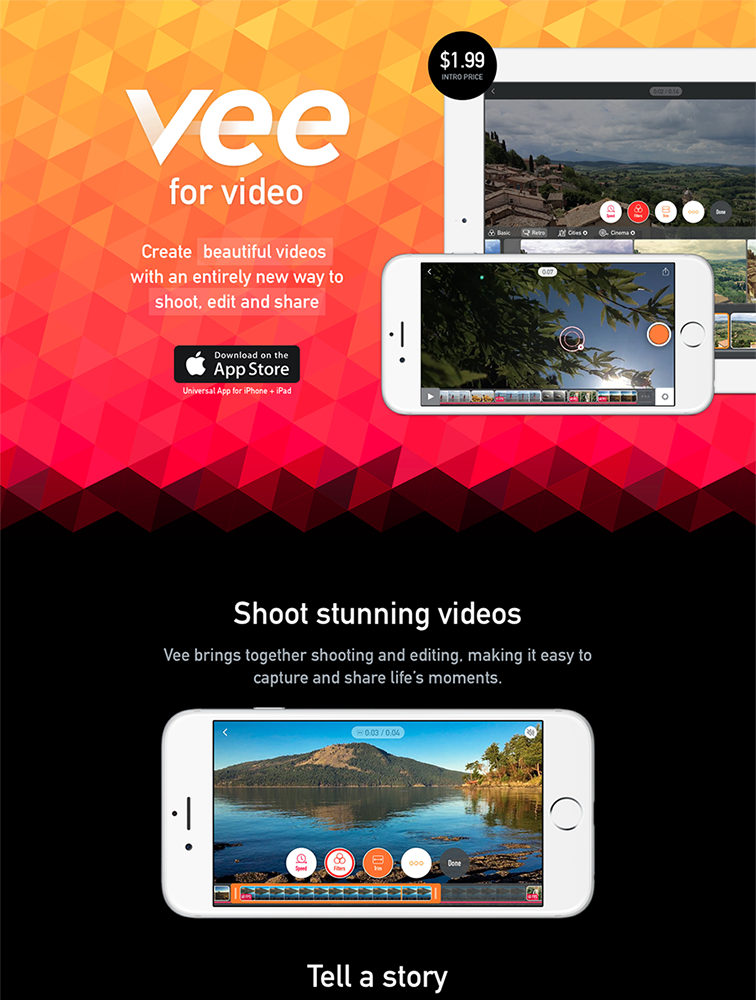 $1.99
INTRO PRICE
vee
for video
Create beautiful videos
with an entirely new way to
shoot, edit and share
Download on the
App Store
Universal App for iPhone + iPad
Speed
Filters
Trim
Done
Basic
Retro
Cities
Cinema
0:07
Shoot stunning videos
Vee brings together shooting and editing, making it easy to
capture and share life's moments.
0:03 / 0:04
Speed
Filters
Trim
Done
Tell a story